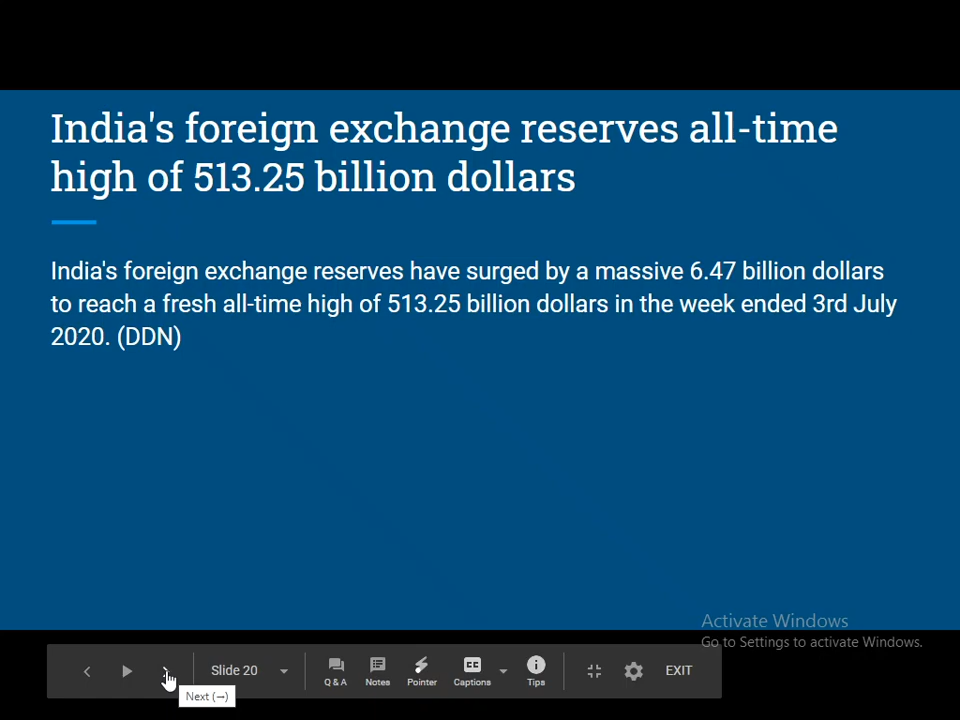 India's foreign exchange reserves all-time
high of 513.25 billion dollars
India's foreign exchange reserves have surged by a massive 6.47 billion dollars
to reach a fresh all-time high of 513.25 billion dollars in the week ended 3rd July
2020. (DDN)
Activate Windows
Go to Settings to activate Windows.
Slide 20
Q & A
Notes
Pointer
CC
Captions
Tips
EXIT
Next (→)